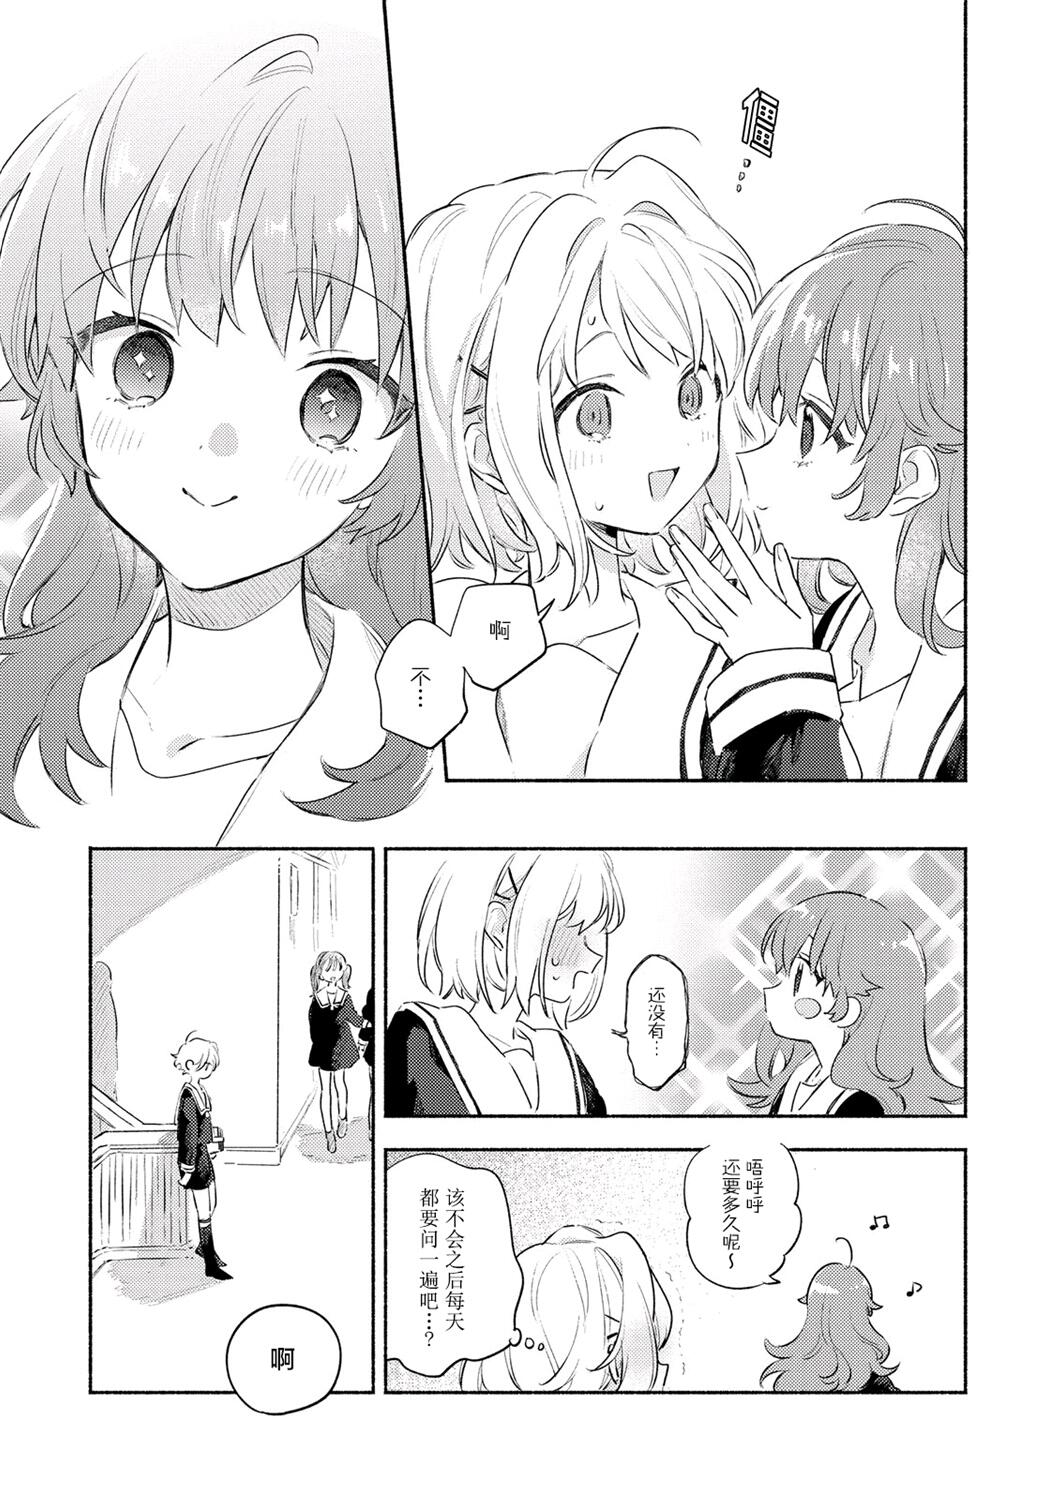 僵…
啊
不…
还没有…
唔呼呼
还要多久呢～
该不会之后每天
都要问一遍吧…?
啊